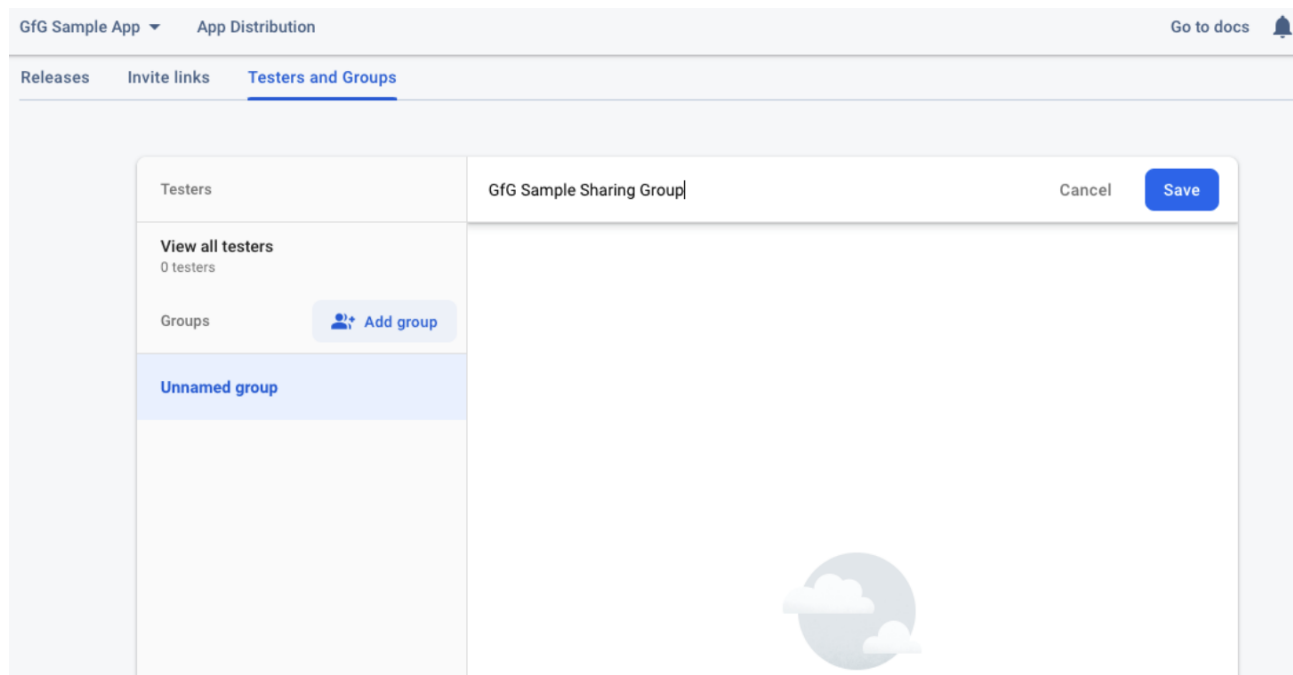 GfG Sample App App Distribution Go to docs
Releases Invite links Testers and Groups
Testers
GfG Sample Sharing Group Cancel Save
View all testers
0 testers
Groups Add group
Unnamed group